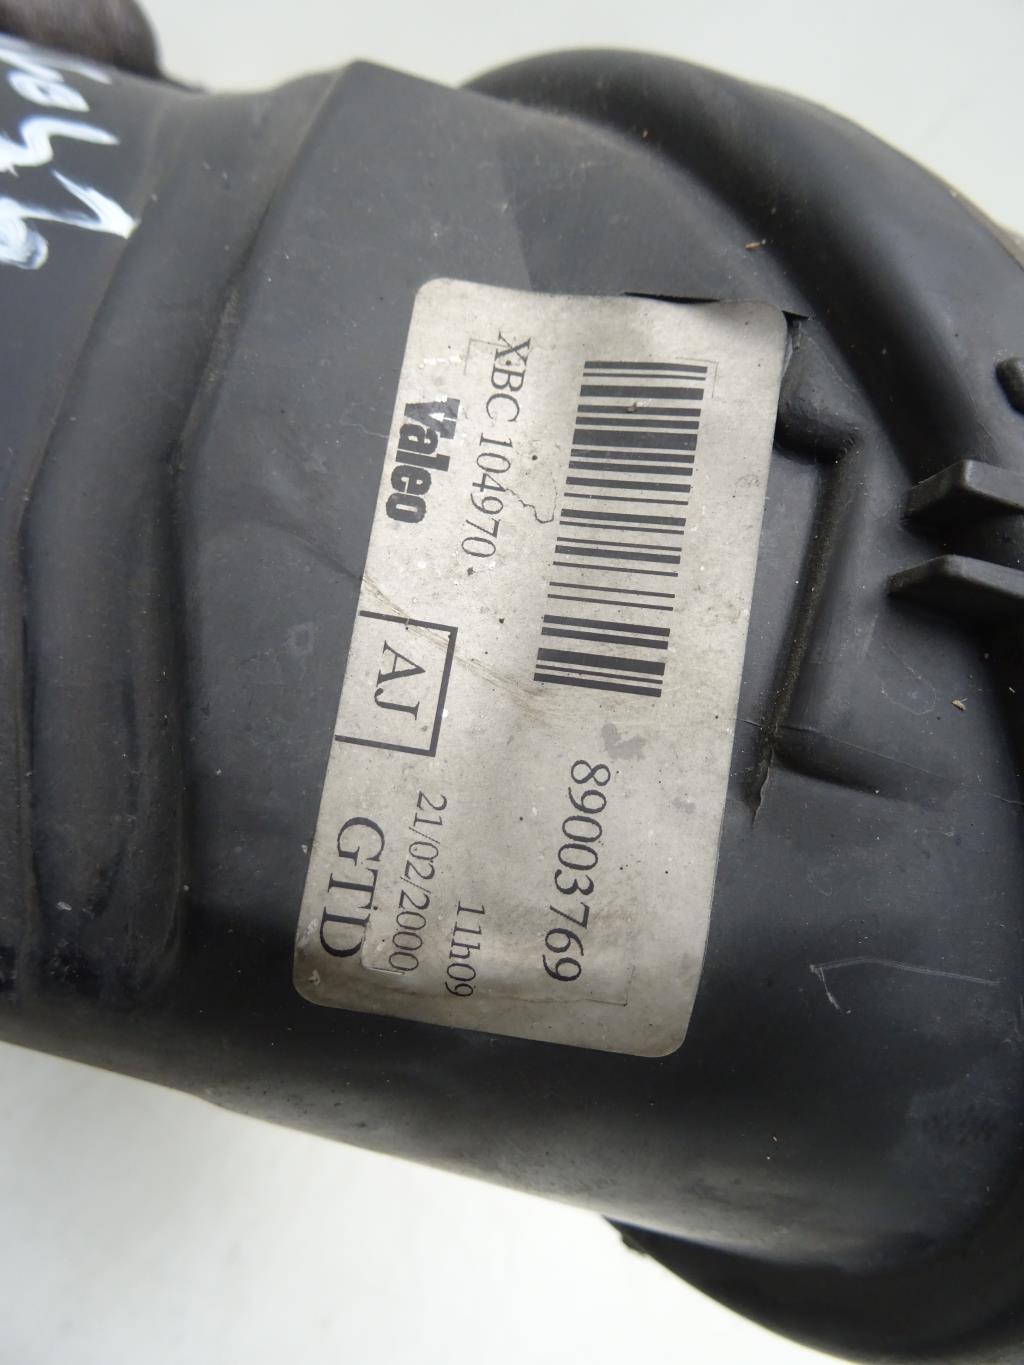 XBC 104970
Valeo
AJ
89003769
11h09
21/02/2000
GTD